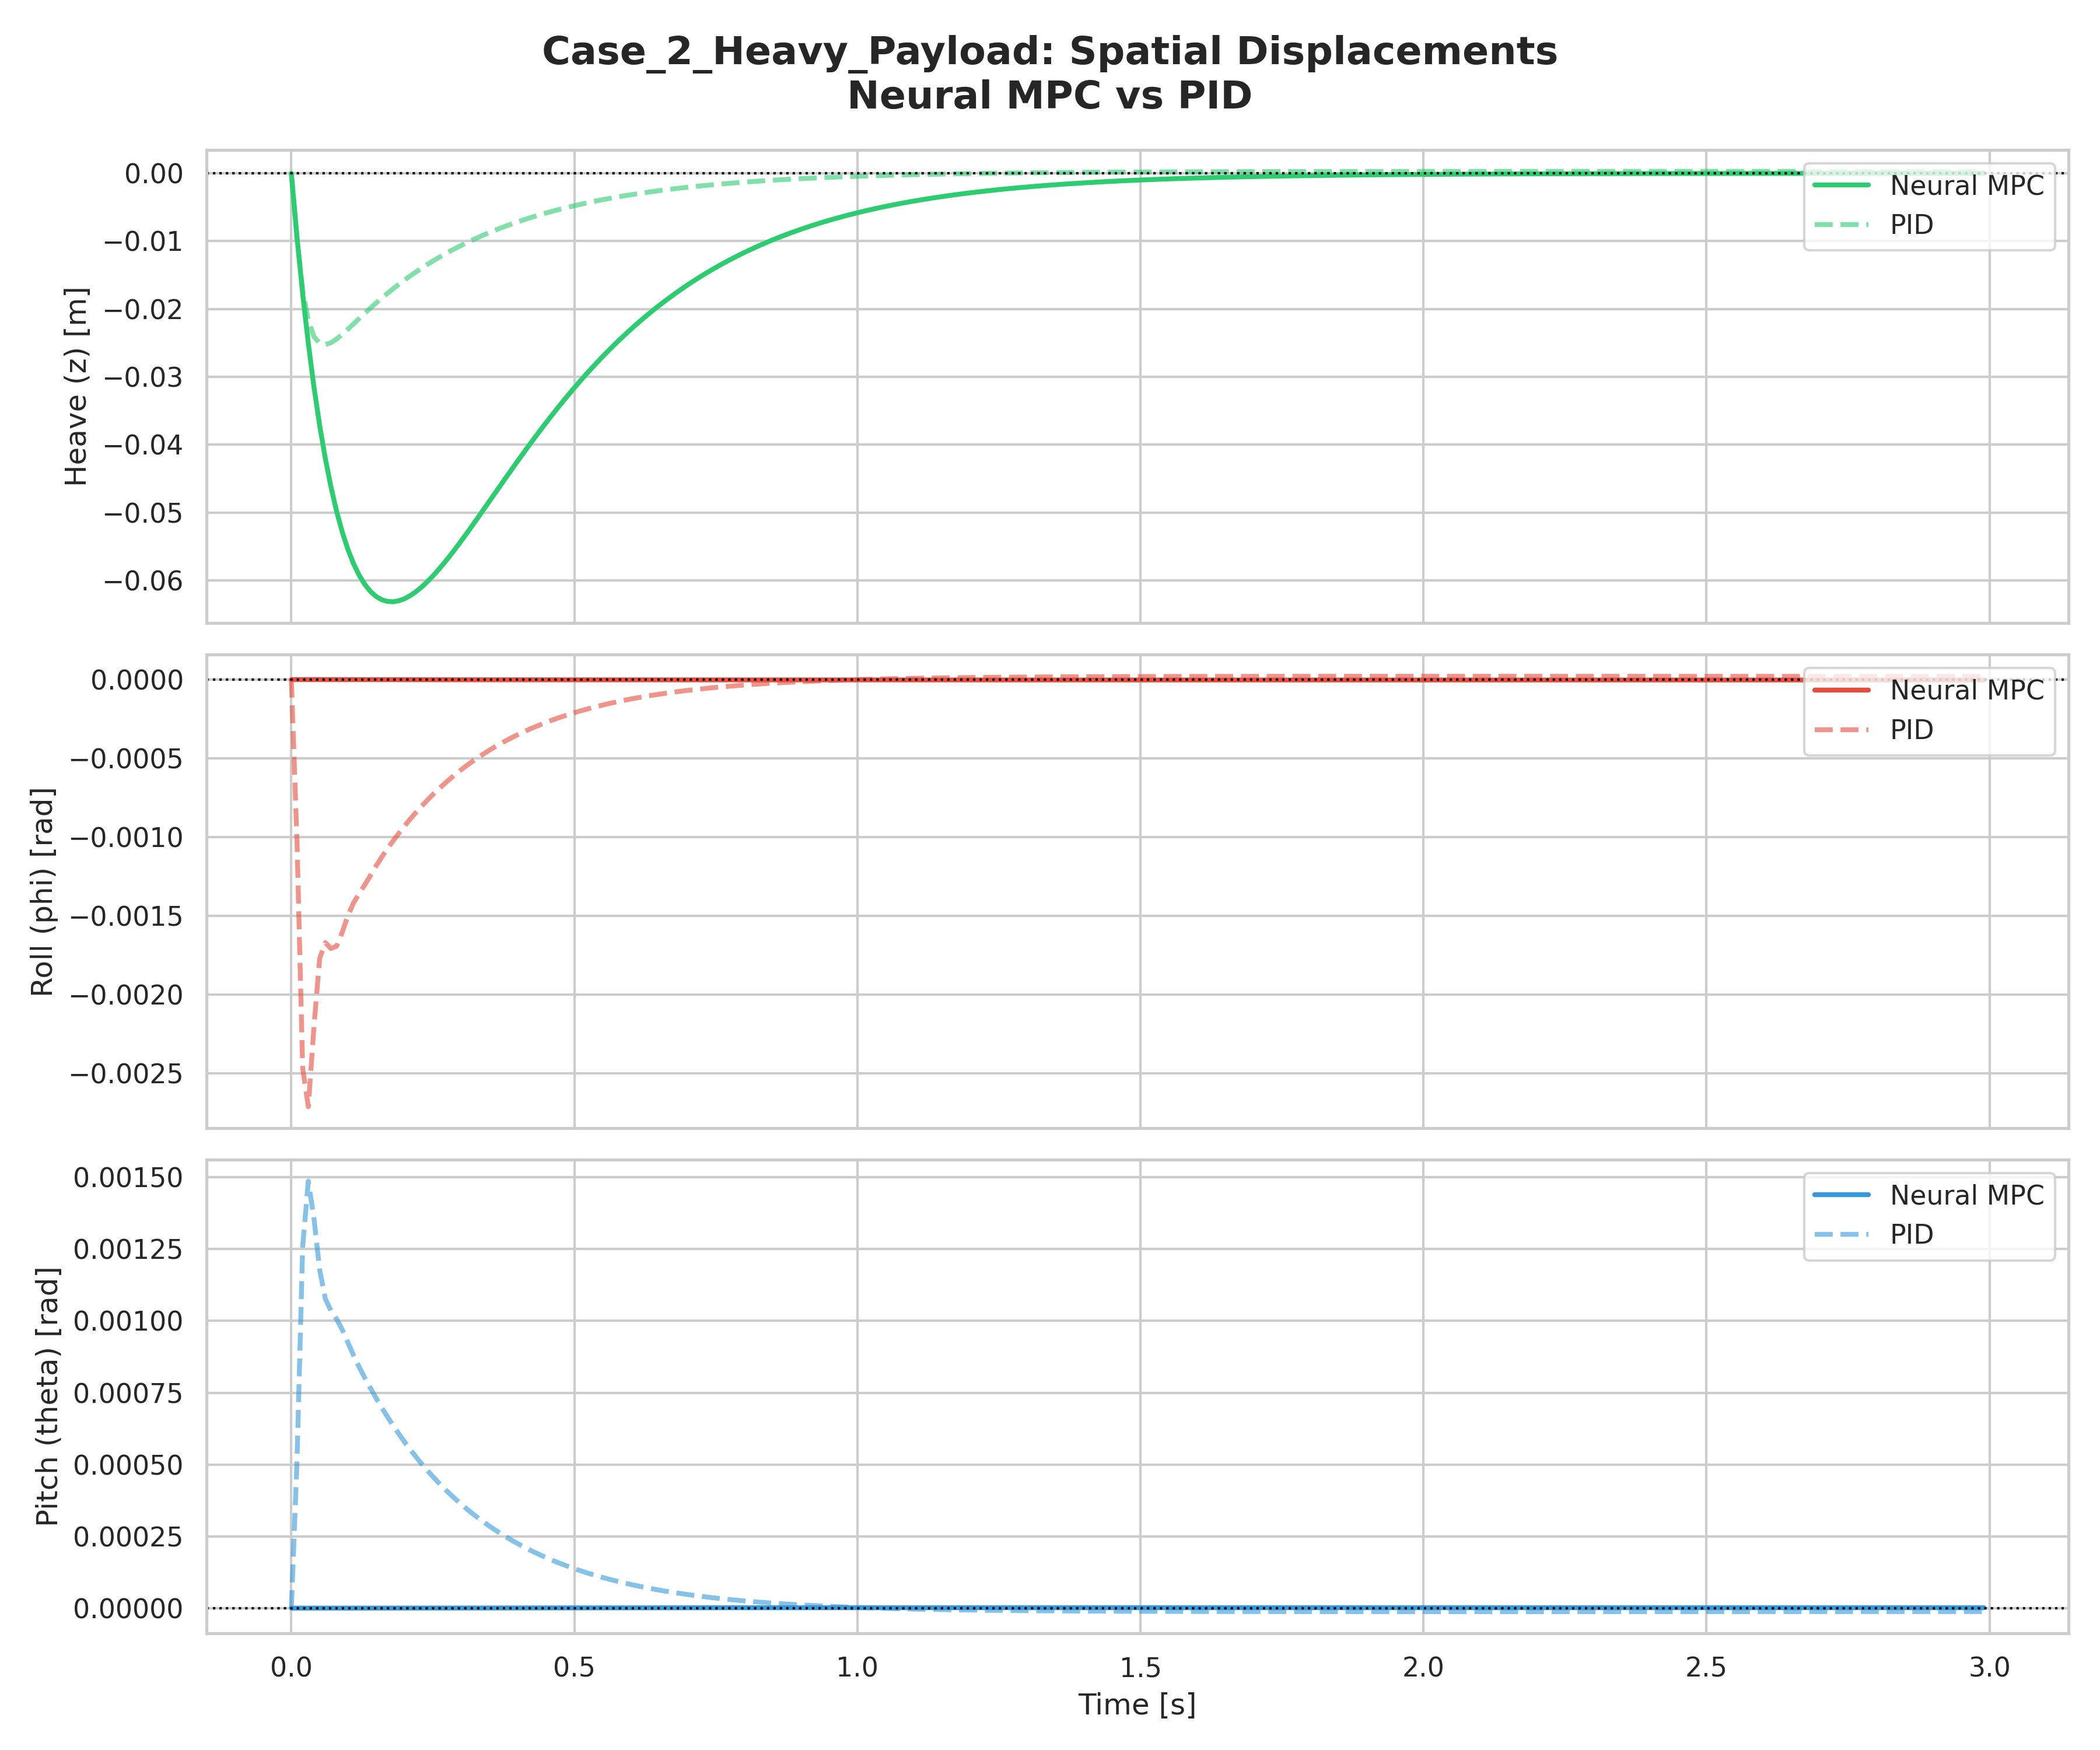 Case_2_Heavy_Payload: Spatial Displacements
Neural MPC vs PID
Heave (z) [m]
0.00
−0.01
−0.02
−0.03
−0.04
−0.05
−0.06
Neural MPC
PID
Roll (phi) [rad]
0.0000
−0.0005
−0.0010
−0.0015
−0.0020
−0.0025
Neural MPC
PID
Pitch (theta) [rad]
0.00150
0.00125
0.00100
0.00075
0.00050
0.00025
0.00000
Neural MPC
PID
0.0 0.5 1.0 1.5 2.0 2.5 3.0
Time [s]